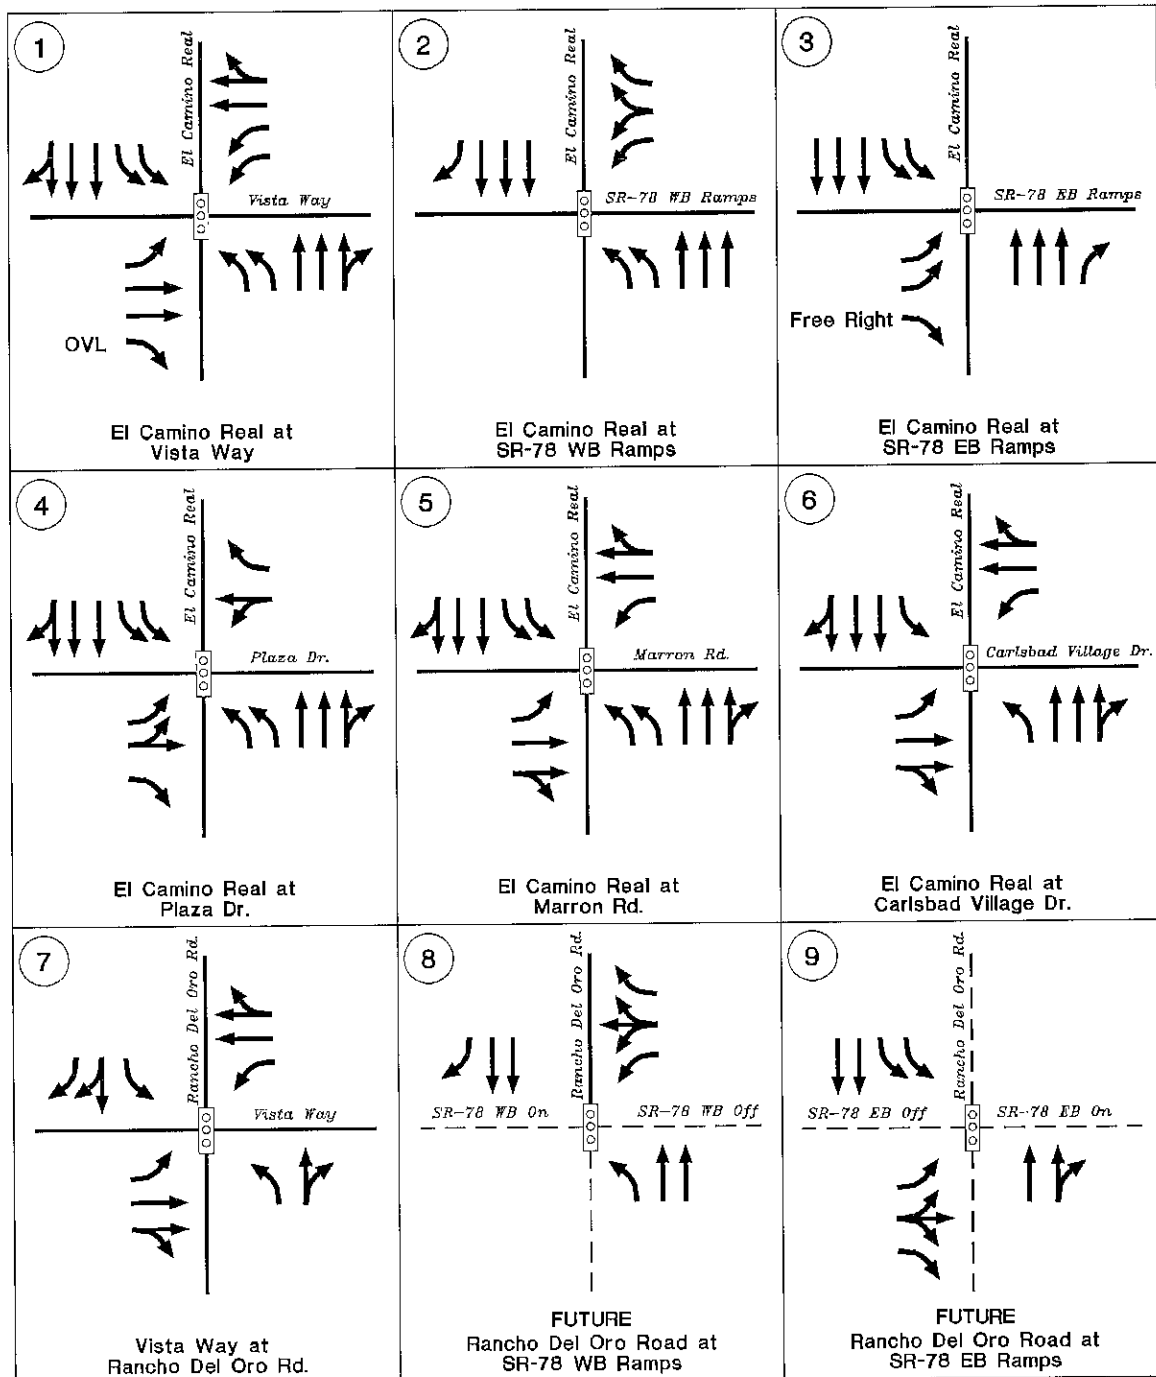 1
El Camino Real
Vista Way
OVL
El Camino Real at
Vista Way
2
El Camino Real
SR-78 WB Ramps
El Camino Real at
SR-78 WB Ramps
3
El Camino Real
SR-78 EB Ramps
Free Right
El Camino Real at
SR-78 EB Ramps
4
El Camino Real
Plaza Dr.
El Camino Real at
Plaza Dr.
5
El Camino Real
Marron Rd.
El Camino Real at
Marron Rd.
6
El Camino Real
Carlsbad Village Dr.
El Camino Real at
Carlsbad Village Dr.
7
Rancho Del Oro Rd.
Vista Way
Vista Way at
Rancho Del Oro Rd.
8
Rancho Del Oro Rd.
SR-78 WB On
SR-78 WB Off
FUTURE
Rancho Del Oro Road at
SR-78 WB Ramps
9
Rancho Del Oro Rd.
SR-78 EB Off
SR-78 EB On
FUTURE
Rancho Del Oro Road at
SR-78 EB Ramps